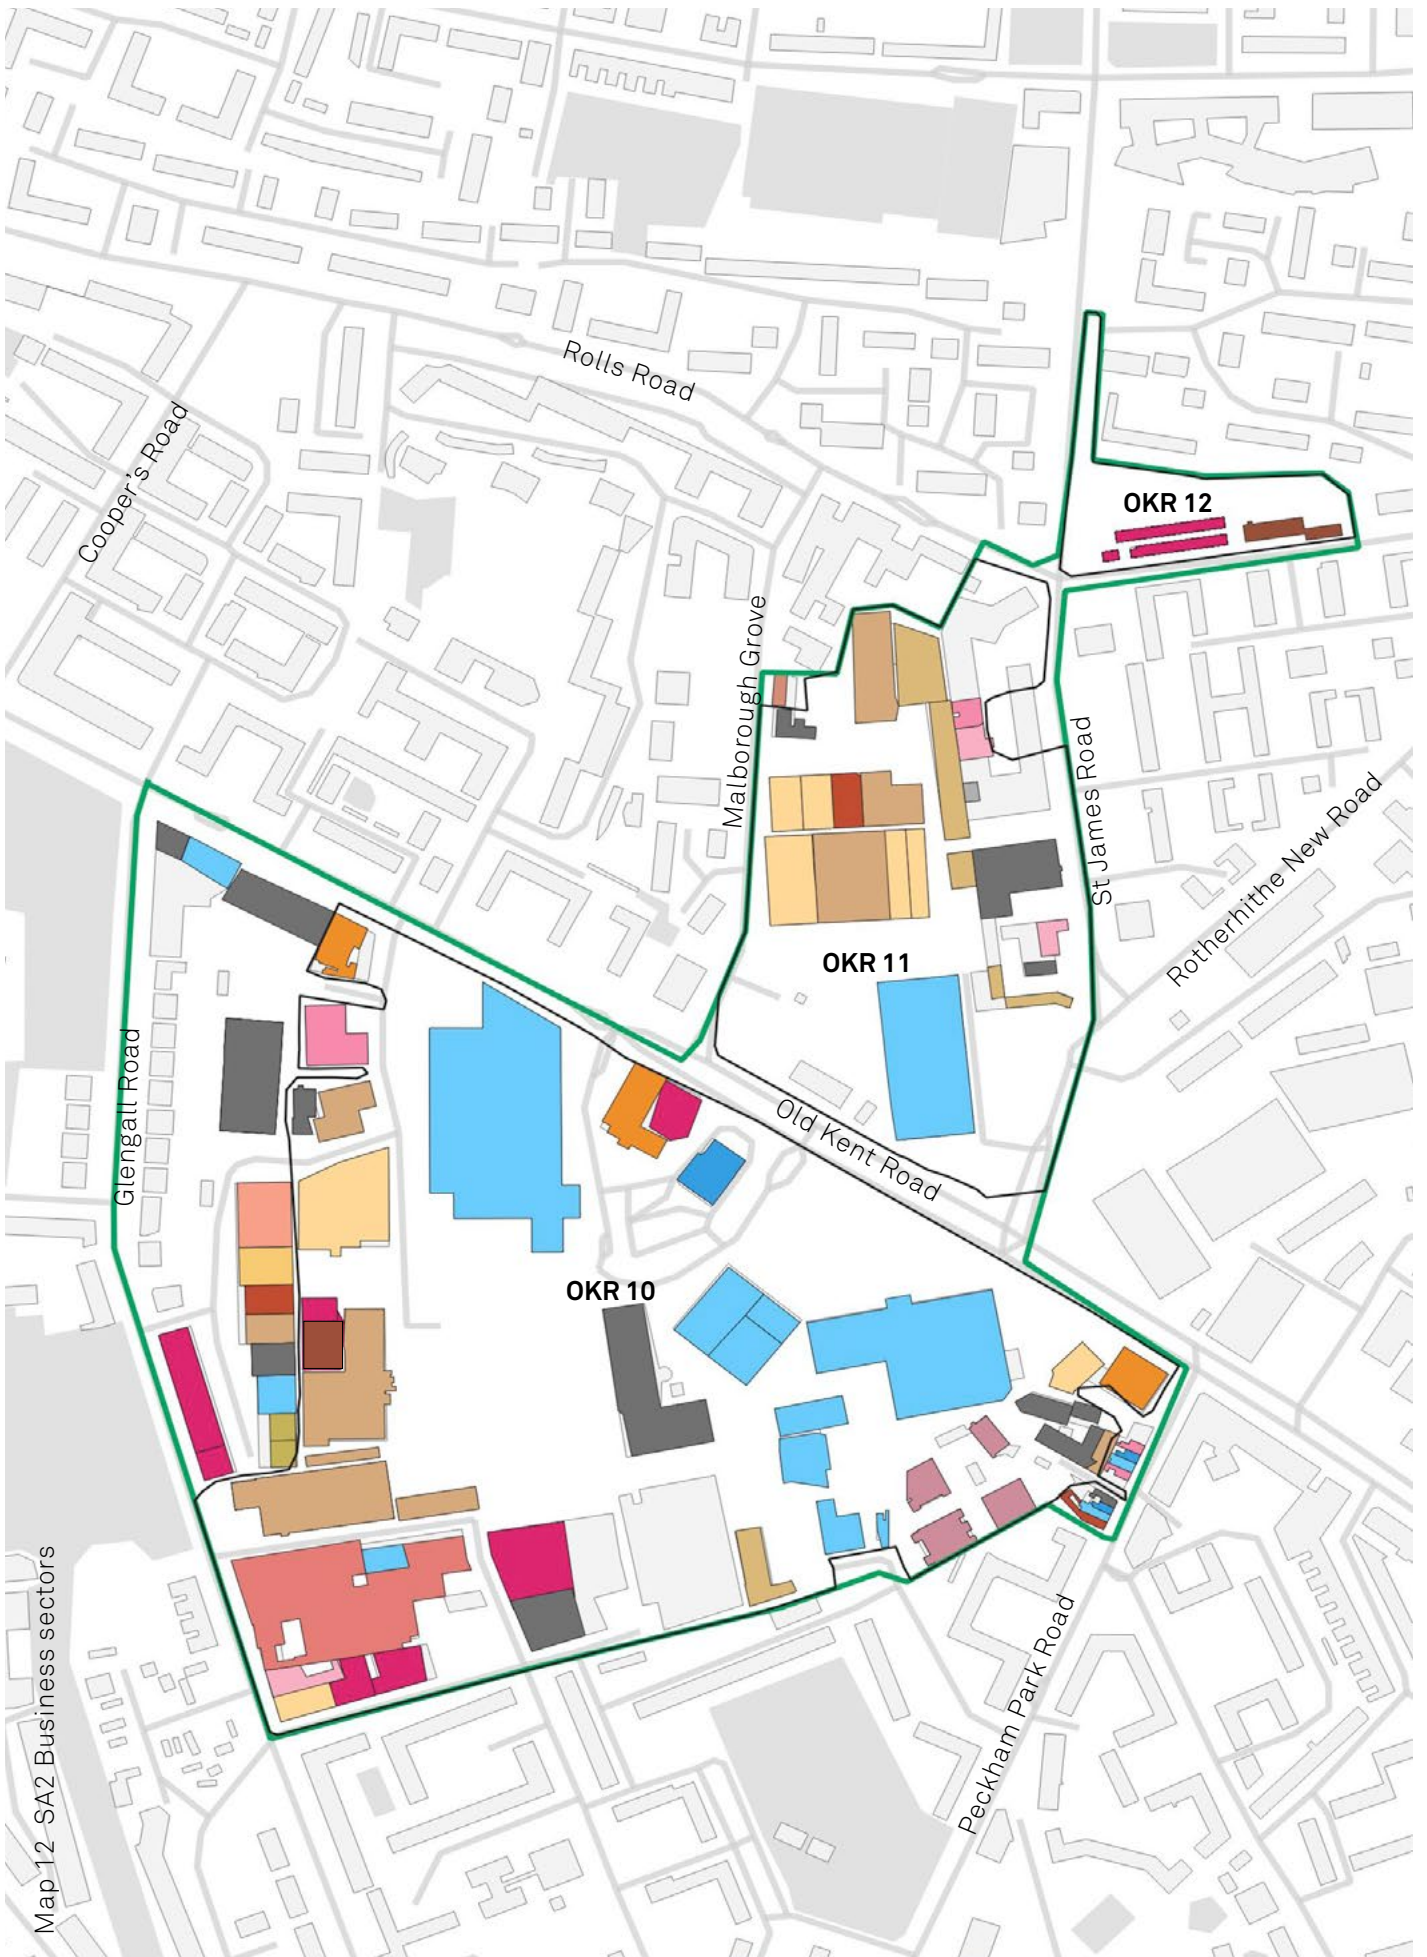 Rolls Road
Cooper's Road
OKR 12
Malborough Grove
St James Road
Rotherhithe New Road
OKR 11
Glengall Road
Old Kent Road
OKR 10
Peckham Park Road
Map 12 SA2 Business sectors